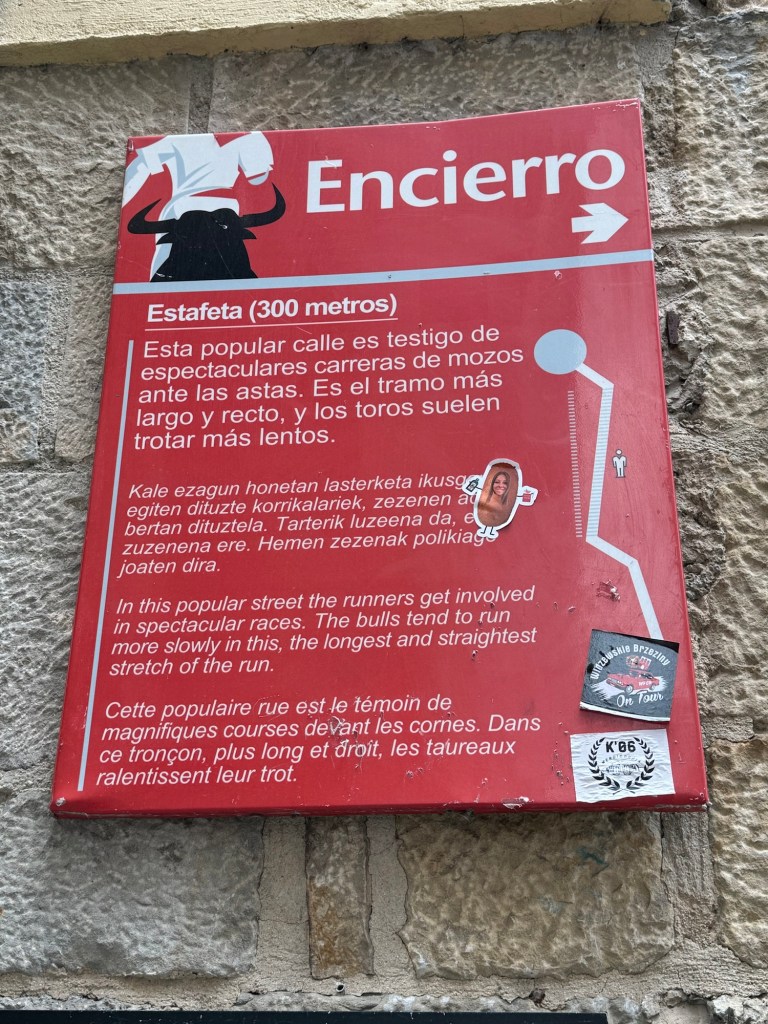 Encierro
Estafeta (300 metros)
Esta popular calle es testigo de
espectaculares carreras de mozos
ante las astas. Es el tramo más
largo y recto, y los toros suelen
trotar más lentos.
Kale ezagun honetan lasterketa
egiten dituzte korrikalariek, zezenen
bertan dituztela. Tarterik luzeena da,
zuzenena ere. Hemen zezenak polikiago
joaten dira.
In this popular street the runners get involved
in spectacular races. The bulls tend to run
more slowly in this, the longest and straightest
stretch of the run.
Cette populaire rue est le témoin de
magnifiques courses devant les cornes. Dans
ce tronçon, plus long et droit, les taureaux
ralentissent leur trot.
Wiązewskie Brzeziny
On Tour
K'06